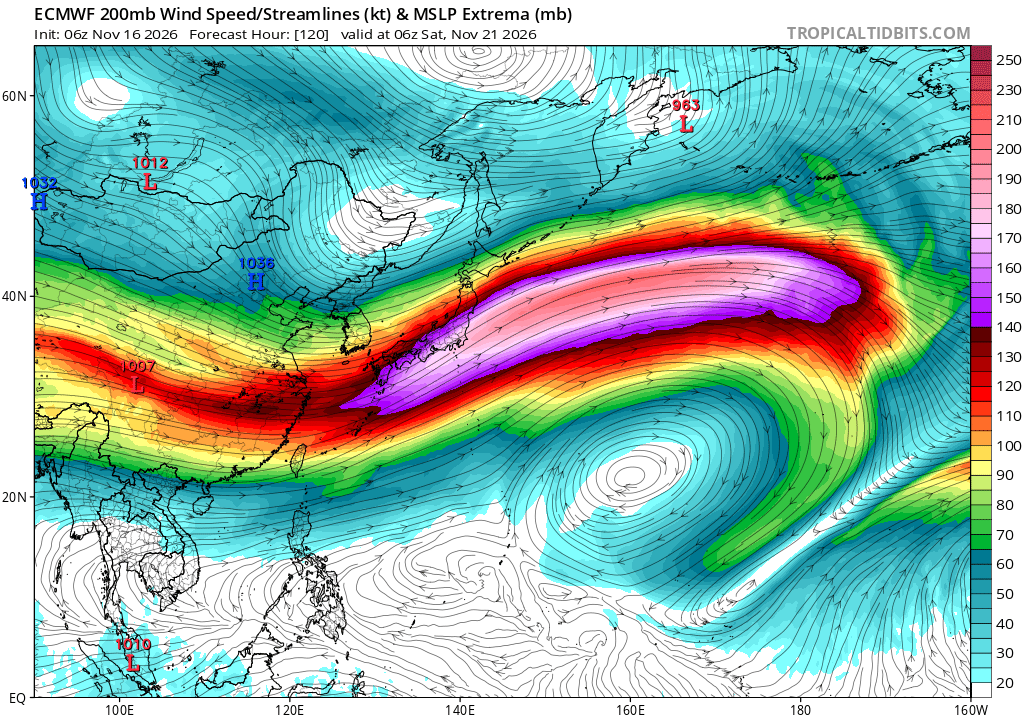 ECMWF 200mb Wind Speed/Streamlines (kt) & MSLP Extrema (mb)
Init: 06z Nov 16 2026 Forecast Hour: [120] valid at 06z Sat, Nov 21 2026
TROPICALTIDBITS.COM
250
230
210
200
190
180
170
160
150
140
130
120
110
100
90
80
70
60
50
40
30
20
60N
40N
20N
EQ
963
L
1012
L
1032
H
1036
H
1007
L
1010
L
100E
120E
140E
160E
180
160W